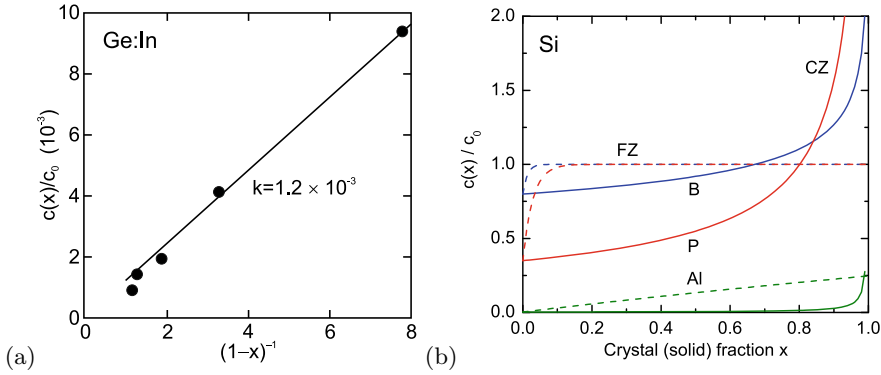 Ge:In
c(x)/c₀ (10⁻³)
10
8
6
4
2
0
k=1.2 × 10⁻³
0
2
4
6
8
(1–x)⁻¹
(a)
Si
c(x) / c₀
2.0
1.5
1.0
0.5
0.0
CZ
FZ
B
P
Al
0.0
0.2
0.4
0.6
0.8
1.0
Crystal (solid) fraction x
(b)